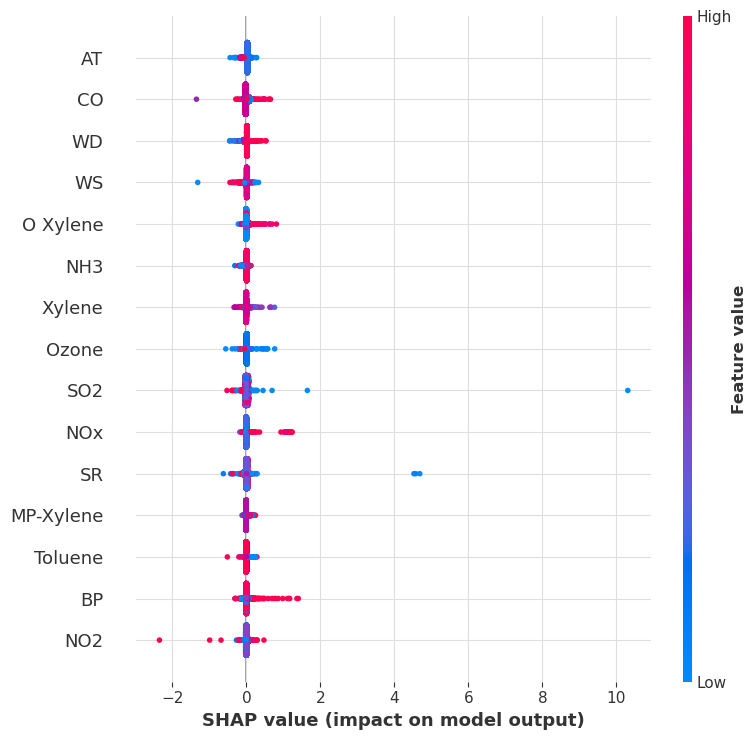 High
AT
CO
WD
WS
O Xylene
NH3
Xylene
Ozone
SO2
NOx
SR
MP-Xylene
Toluene
BP
NO2
Feature value
Low
−2 0 2 4 6 8 10
SHAP value (impact on model output)